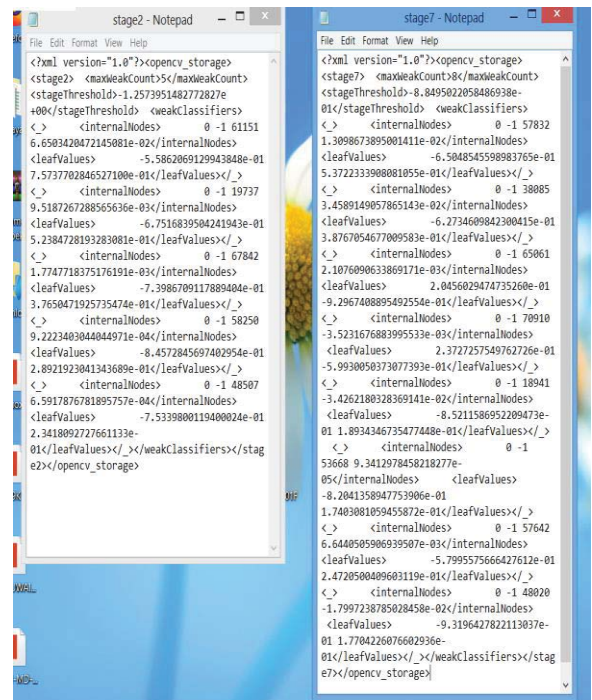 stage2 - Notepad
File Edit Format View Help
<?xml version="1.0"?><opencv_storage>
<stage2> <maxWeakCount>5</maxWeakCount>
<stageThreshold>-1.2573951482772827e
+00</stageThreshold> <weakClassifiers>
<_> <internalNodes> 0 -1 61151
6.6503420472145081e-02</internalNodes>
<leafValues> -5.5862069129943848e-01
7.5737702846527100e-01</leafValues></_>
<_> <internalNodes> 0 -1 19737
9.5187267288565636e-03</internalNodes>
<leafValues> -6.7516839504241943e-01
5.2384728193283081e-01</leafValues></_>
<_> <internalNodes> 0 -1 67842
1.7747718375176191e-03</internalNodes>
<leafValues> -7.3986709117889404e-01
3.7650471925735474e-01</leafValues></_>
<_> <internalNodes> 0 -1 58250
9.2223403044044971e-04</internalNodes>
<leafValues> -8.4572845697402954e-01
2.8921923041343689e-01</leafValues></_>
<_> <internalNodes> 0 -1 48507
6.5917876781895757e-04</internalNodes>
<leafValues> -7.5339800119400024e-01
2.3418092727661133e-
01</leafValues></_></weakClassifiers></stag
e2></opencv_storage>
stage7 - Notepad
File Edit Format View Help
<?xml version="1.0"?><opencv_storage>
<stage7> <maxWeakCount>8</maxWeakCount>
<stageThreshold>-8.8495022058486938e-
01</stageThreshold> <weakClassifiers>
<_> <internalNodes> 0 -1 57832
1.3098673895001411e-02</internalNodes>
<leafValues> -6.5048545598983765e-01
5.3722333908081055e-01</leafValues></_>
<_> <internalNodes> 0 -1 38085
3.4589149057865143e-02</internalNodes>
<leafValues> -6.2734609842300415e-01
3.8767054677009583e-01</leafValues></_>
<_> <internalNodes> 0 -1 65061
2.1076090633869171e-03</internalNodes>
<leafValues> 2.0456029474735260e-01
-9.2967408895492554e-01</leafValues></_>
<_> <internalNodes> 0 -1 70910
-3.5231676883995533e-03</internalNodes>
<leafValues> 2.3727257549762726e-01
-5.9930050373077393e-01</leafValues></_>
<_> <internalNodes> 0 -1 18941
-3.4262180328369141e-02</internalNodes>
<leafValues> -8.5211586952209473e-
01 1.8934346735477448e-01</leafValues></_>
<_> <internalNodes> 0 -1
53668 9.3412978458218277e-
05</internalNodes> <leafValues>
-8.2041358947753906e-01
1.7403081059455872e-01</leafValues></_>
<_> <internalNodes> 0 -1 57642
6.6440505906939507e-03</internalNodes>
<leafValues> -5.7995575666427612e-01
2.4720500409603119e-01</leafValues></_>
<_> <internalNodes> 0 -1 48020
-1.7997238785028458e-02</internalNodes>
<leafValues> -9.3196427822113037e-
01 1.7704226076602936e-
01</leafValues></_></weakClassifiers></stag
e7></opencv_storage>